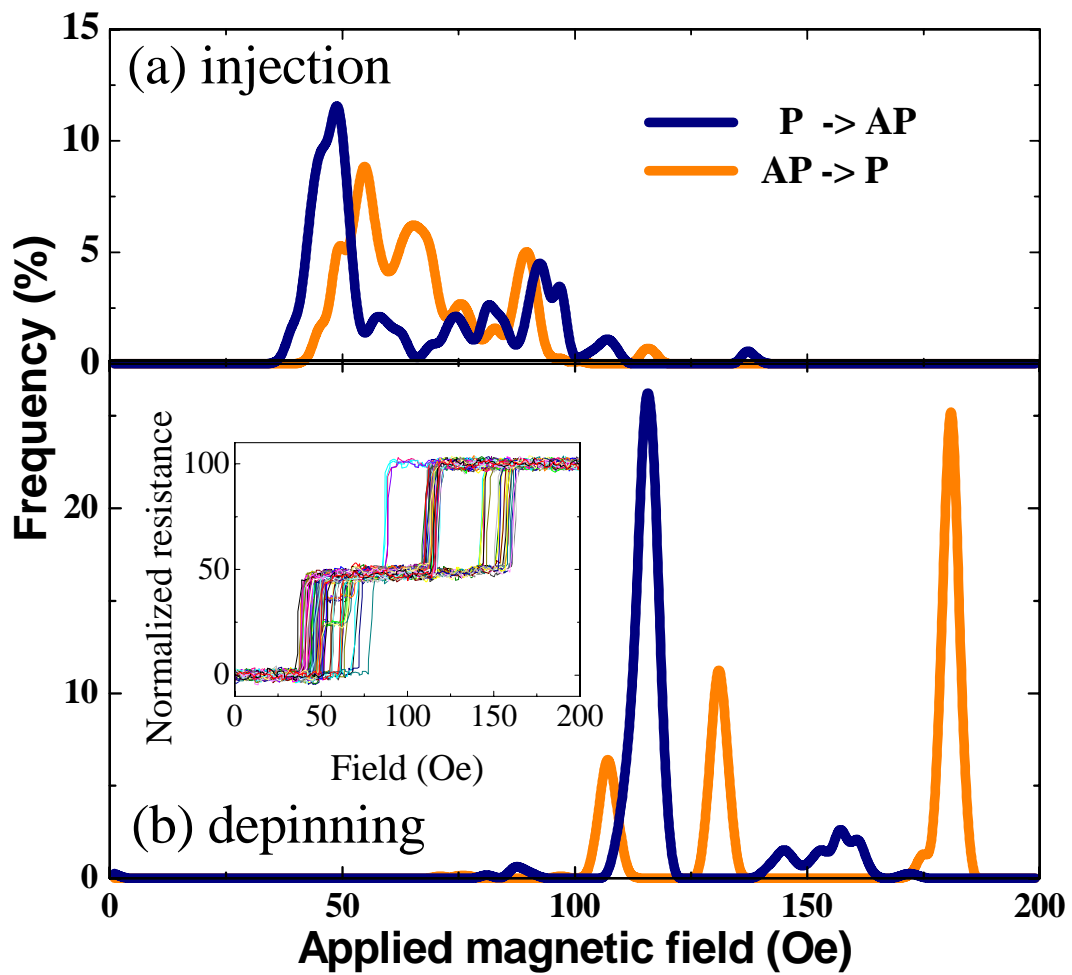 15
(a) injection
P -> AP
AP -> P
10
5
0
Frequency (%)
20
10
0
Normalized resistance
100
50
0
0 50 100 150 200
Field (Oe)
(b) depinning
0 50 100 150 200
Applied magnetic field (Oe)